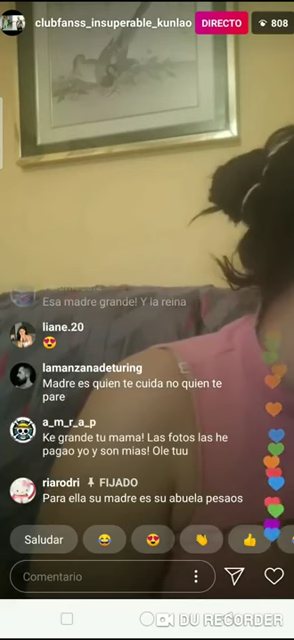 clubfanss_insuperable_kunlao DIRECTO 808
Esa madre grande! Y la reina
liane.20
😍
lamanzanadeturing
Madre es quien te cuida no quien te
pare
a_m_r_a_p
Ke grande tu mama! Las fotos las he
pagao yo y son mias! Ole tuu
riarodri FIJADO
Para ella su madre es su abuela pesaos
Saludar 😂 😍 👏 👍
Comentario
DU RECORDER